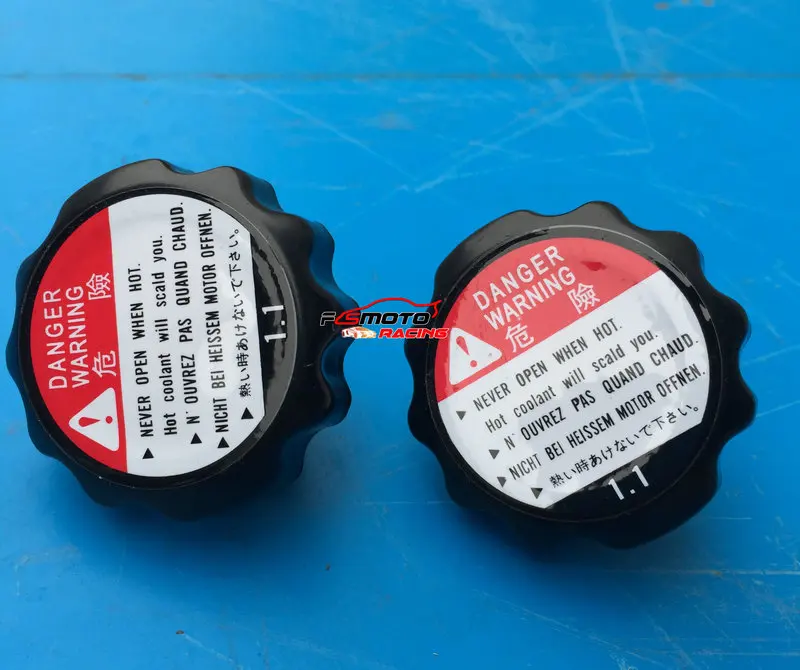 DANGER
WARNING
危險
NEVER OPEN WHEN HOT.
Hot coolant will scald you.
N' OUVREZ PAS QUAND CHAUD.
NICHT BEI HEISSEM MOTOR OFFNEN.
熱い時あけないで下さい。
1.1
FCSMOTO
RACING
DANGER
WARNING
危險
NEVER OPEN WHEN HOT.
Hot coolant will scald you.
N' OUVREZ PAS QUAND CHAUD.
NICHT BEI HEISSEM MOTOR OFFNEN.
熱い時あけないで下さい。
1.1